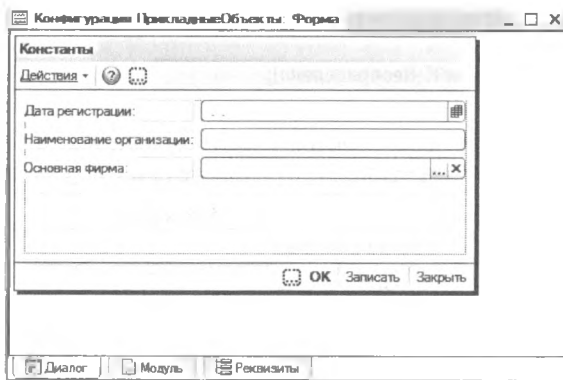 Конфигурация ПрикладныеОбъекты: Форма
Константы
Действия
Дата регистрации:
Наименование организации:
Основная фирма:
... X
OK Записать Закрыть
Диалог Модуль Реквизиты